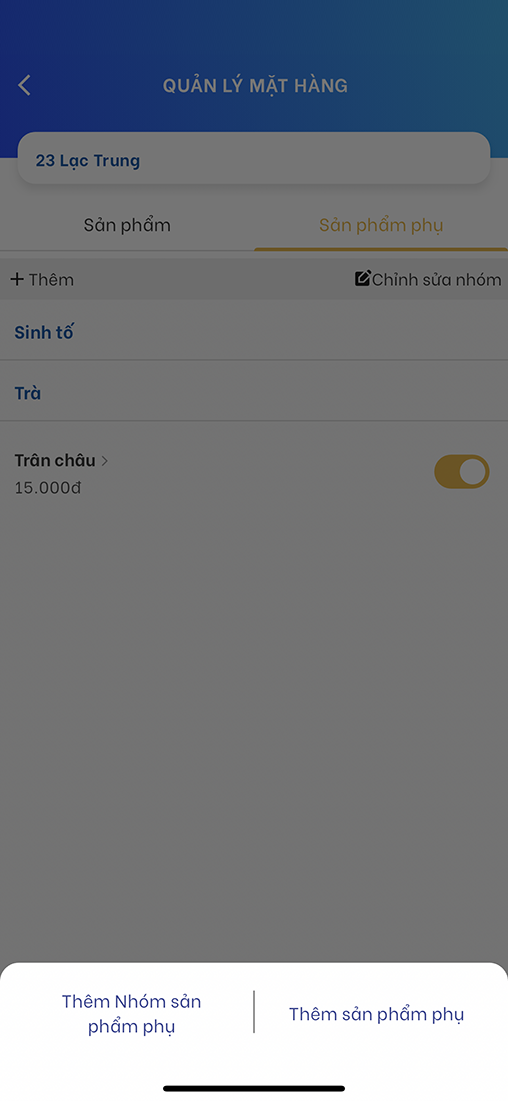 QUẢN LÝ MẶT HÀNG
23 Lạc Trung
Sản phẩm
Sản phẩm phụ
+ Thêm
Chỉnh sửa nhóm
Sinh tố
Trà
Trân châu >
15.000đ
Thêm Nhóm sản
phẩm phụ
Thêm sản phẩm phụ